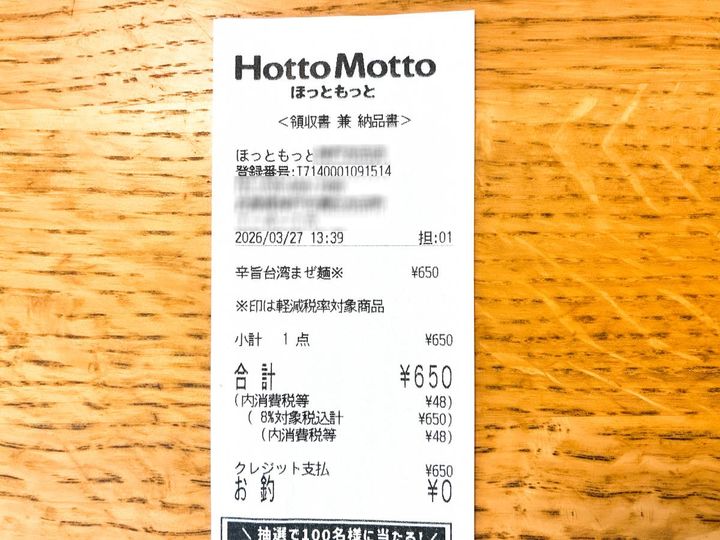 HottoMotto
ほっともっと
＜領収書 兼 納品書＞
ほっともっと
登録番号:T7140001091514
2026/03/27 13:39 担:01
辛旨台湾まぜ麺※ ¥650
※印は軽減税率対象商品
小計 1点 ¥650
合計 ¥650
(内消費税等 ¥48)
( 8%対象税込計 ¥650)
(内消費税等 ¥48)
クレジット支払 ¥650
お釣 ¥0
＼ 抽選で100名様に当たる! ／